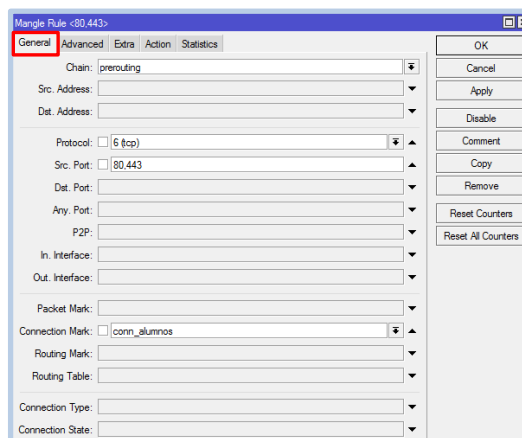 Mangle Rule <80,443>
General Advanced Extra Action Statistics
Chain: prerouting
Src. Address:
Dst. Address:
Protocol: 6 (tcp)
Src. Port: 80,443
Dst. Port:
Any. Port:
P2P:
In. Interface:
Out. Interface:
Packet Mark:
Connection Mark: conn_alumnos
Routing Mark:
Routing Table:
Connection Type:
Connection State:
OK
Cancel
Apply
Disable
Comment
Copy
Remove
Reset Counters
Reset All Counters